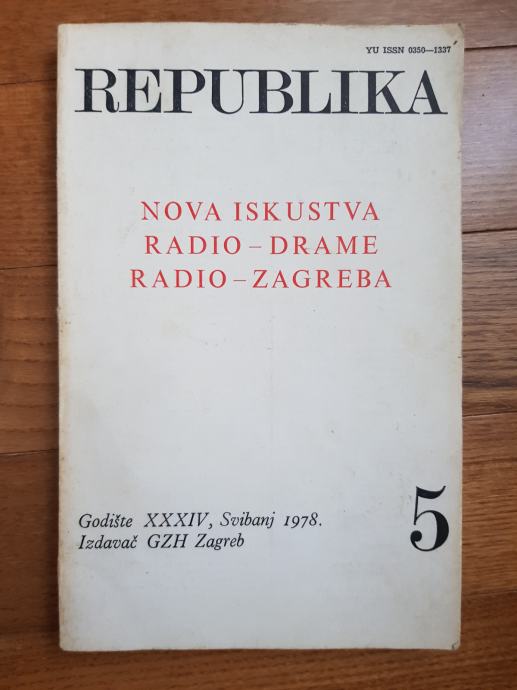 YU ISSN 0350—1337
REPUBLIKA
NOVA ISKUSTVA
RADIO – DRAME
RADIO – ZAGREBA
Godište XXXIV, Svibanj 1978.
Izdavač GZH Zagreb
5